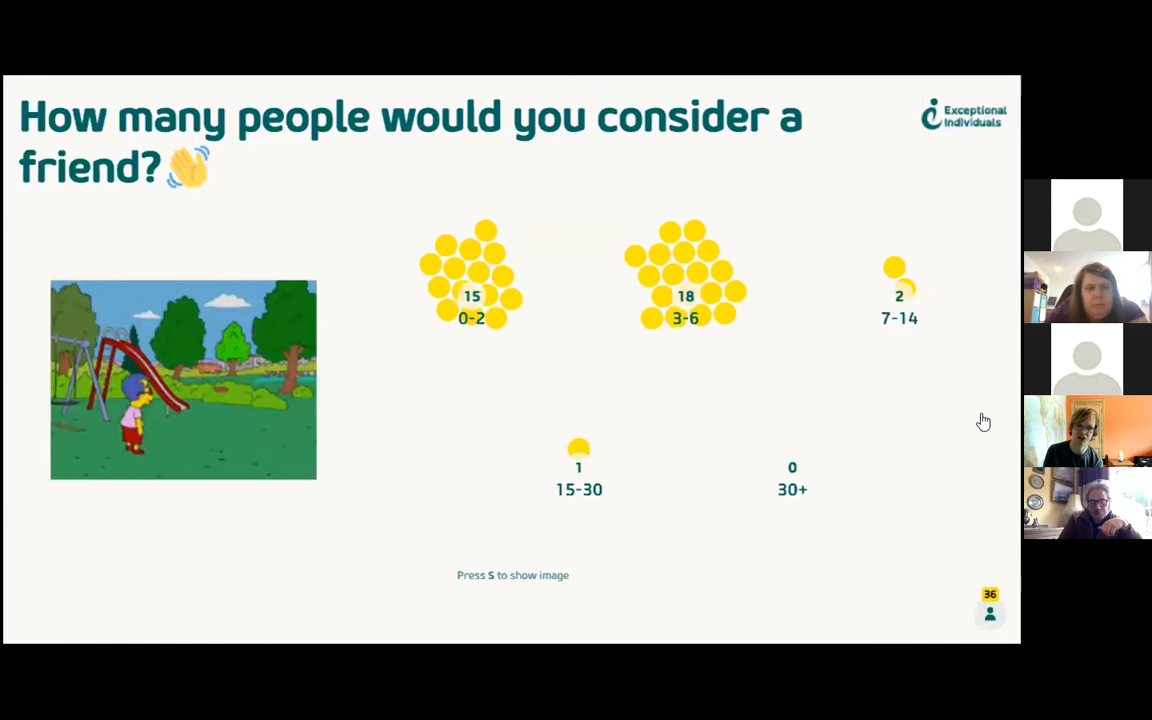 How many people would you consider a
friend?
Exceptional
Individuals
15
0-2
18
3-6
2
7-14
1
15-30
0
30+
Press S to show image
36